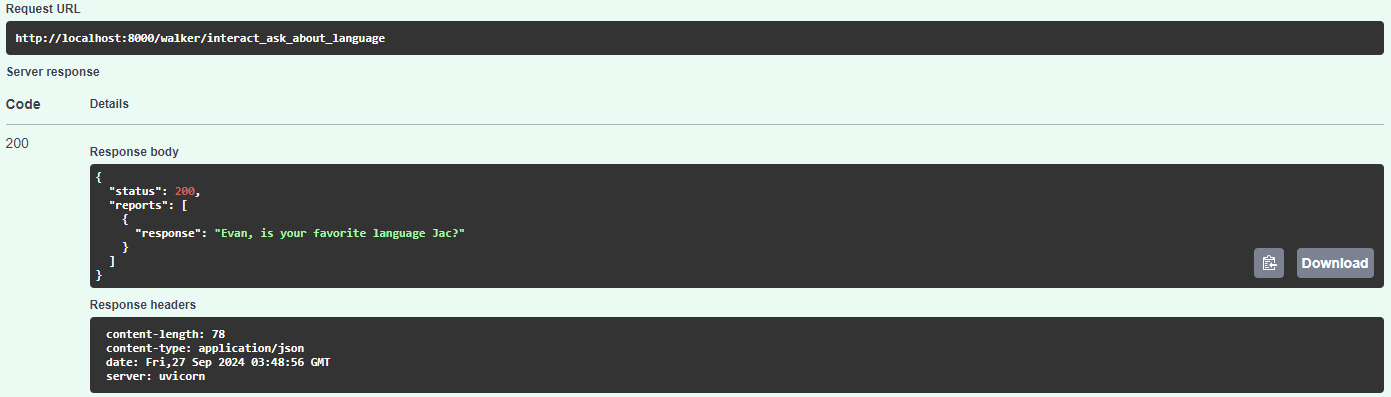 Request URL
http://localhost:8000/walker/interact_ask_about_language
Server response
Code Details
200
Response body
{
  "status": 200,
  "reports": [
    {
      "response": "Evan, is your favorite language Jac?"
    }
  ]
}
Download
Response headers
content-length: 78
content-type: application/json
date: Fri,27 Sep 2024 03:48:56 GMT
server: uvicorn